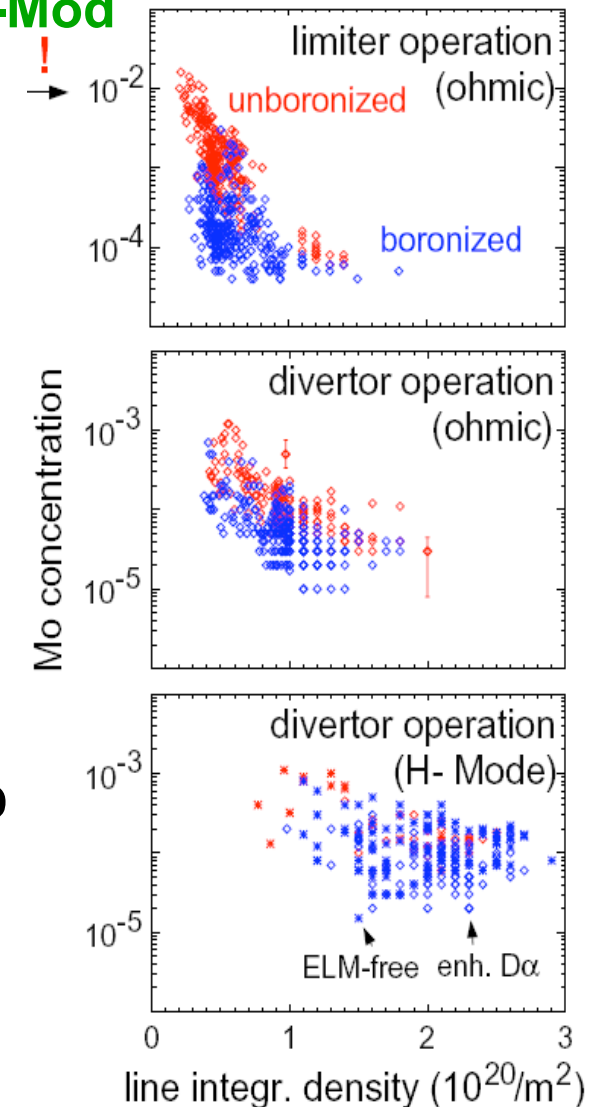 -Mod
!
limiter operation
(ohmic)
10-2
unboronized
10-4
boronized
divertor operation
(ohmic)
10-3
10-5
Mo concentration
divertor operation
(H- Mode)
10-3
10-5
ELM-free enh. Dα
0 1 2 3
line integr. density (10^20/m^2)